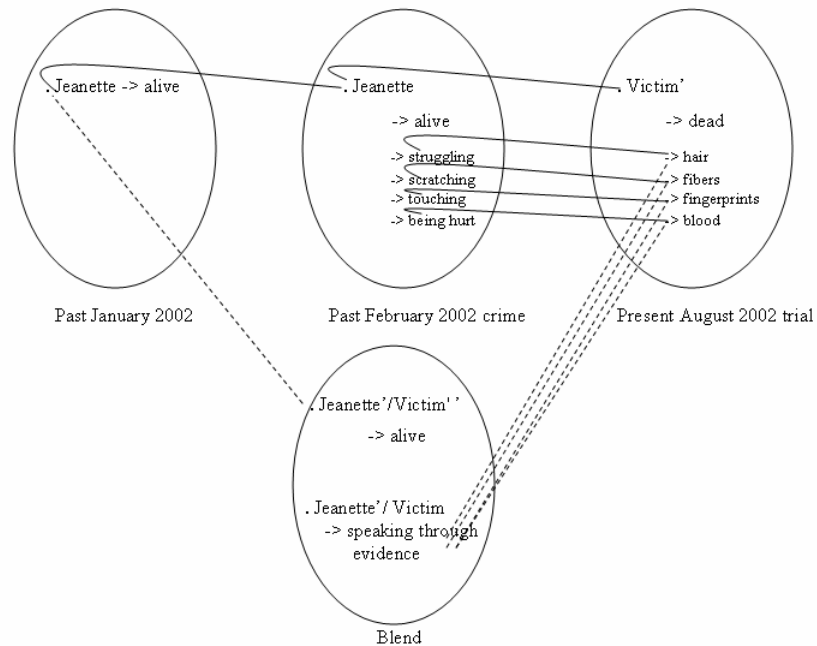 . Jeanette -> alive
. Jeanette
-> alive
-> struggling
-> scratching
-> touching
-> being hurt
. Victim'
-> dead
-> hair
-> fibers
-> fingerprints
-> blood
Past January 2002
Past February 2002 crime
Present August 2002 trial
. Jeanette'/Victim' '
-> alive
. Jeanette'/ Victim
-> speaking through
evidence
Blend